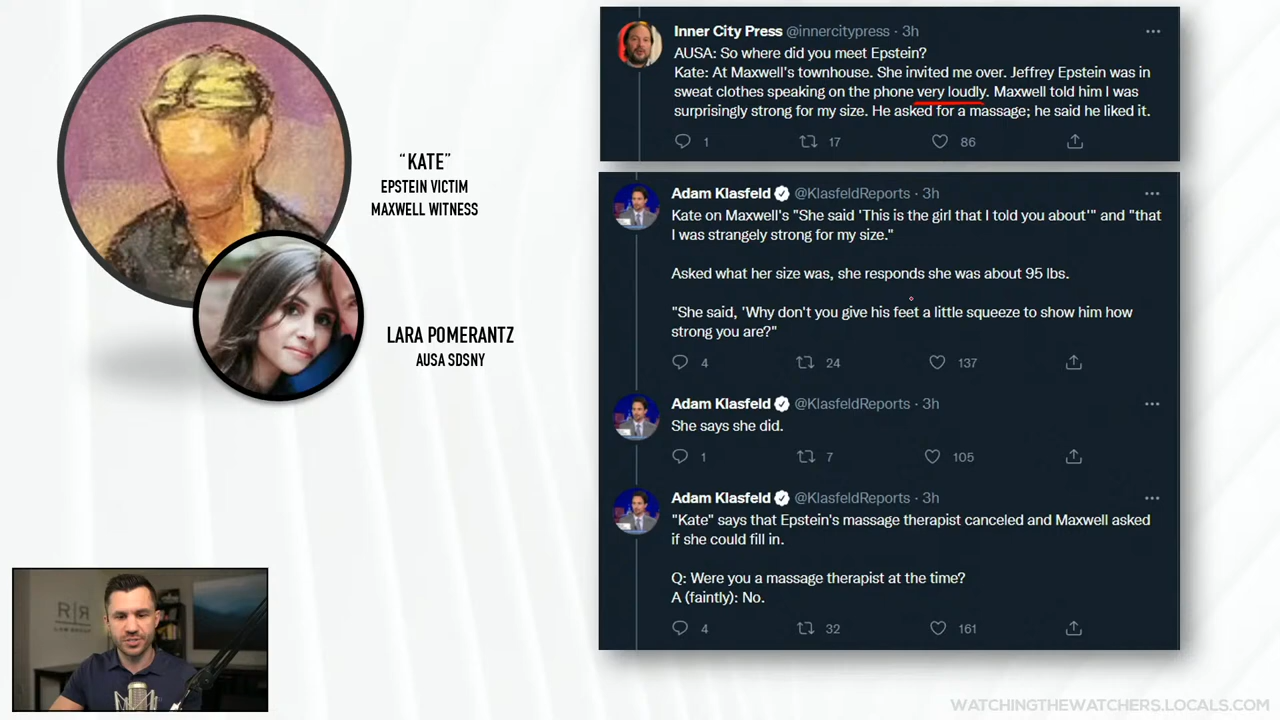 "KATE"
EPSTEIN VICTIM
MAXWELL WITNESS
LARA POMERANTZ
AUSA SDSNY
Inner City Press @innercitypress · 3h
AUSA: So where did you meet Epstein?
Kate: At Maxwell's townhouse. She invited me over. Jeffrey Epstein was in
sweat clothes speaking on the phone very loudly. Maxwell told him I was
surprisingly strong for my size. He asked for a massage; he said he liked it.
1 17 86
Adam Klasfeld @KlasfeldReports · 3h
Kate on Maxwell's "She said 'This is the girl that I told you about'" and "that
I was strangely strong for my size."
Asked what her size was, she responds she was about 95 lbs.
"She said, 'Why don't you give his feet a little squeeze to show him how
strong you are?"
4 24 137
Adam Klasfeld @KlasfeldReports · 3h
She says she did.
1 7 105
Adam Klasfeld @KlasfeldReports · 3h
"Kate" says that Epstein's massage therapist canceled and Maxwell asked
if she could fill in.
Q: Were you a massage therapist at the time?
A (faintly): No.
4 32 161
R|R
LAW GROUP
WATCHINGTHEWATCHERS.LOCALS.COM